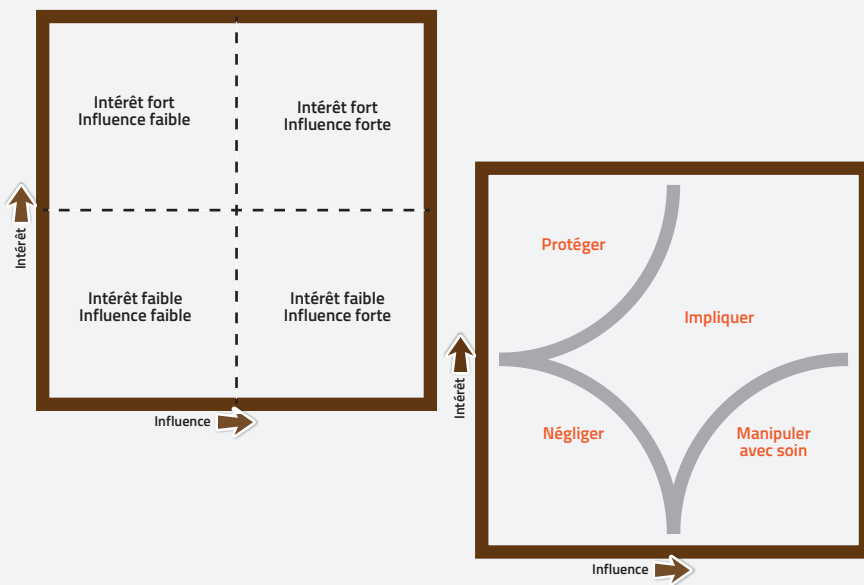 Intérêt fort
Influence faible
Intérêt fort
Influence forte
Intérêt
Intérêt faible
Influence faible
Intérêt faible
Influence forte
Influence
Protéger
Impliquer
Intérêt
Négliger
Manipuler
avec soin
Influence